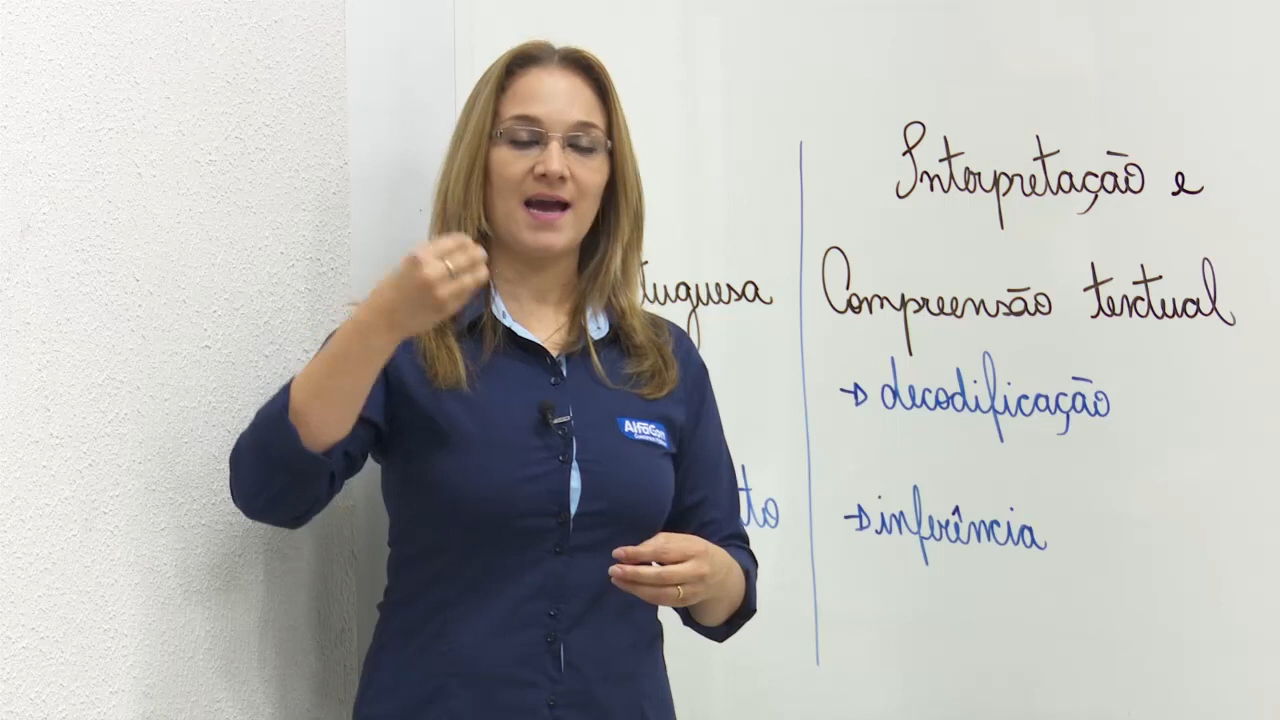 Interpretação e
tuguesa
Compreensão textual
→ decodificação
AlfaCon
to
→ inferência